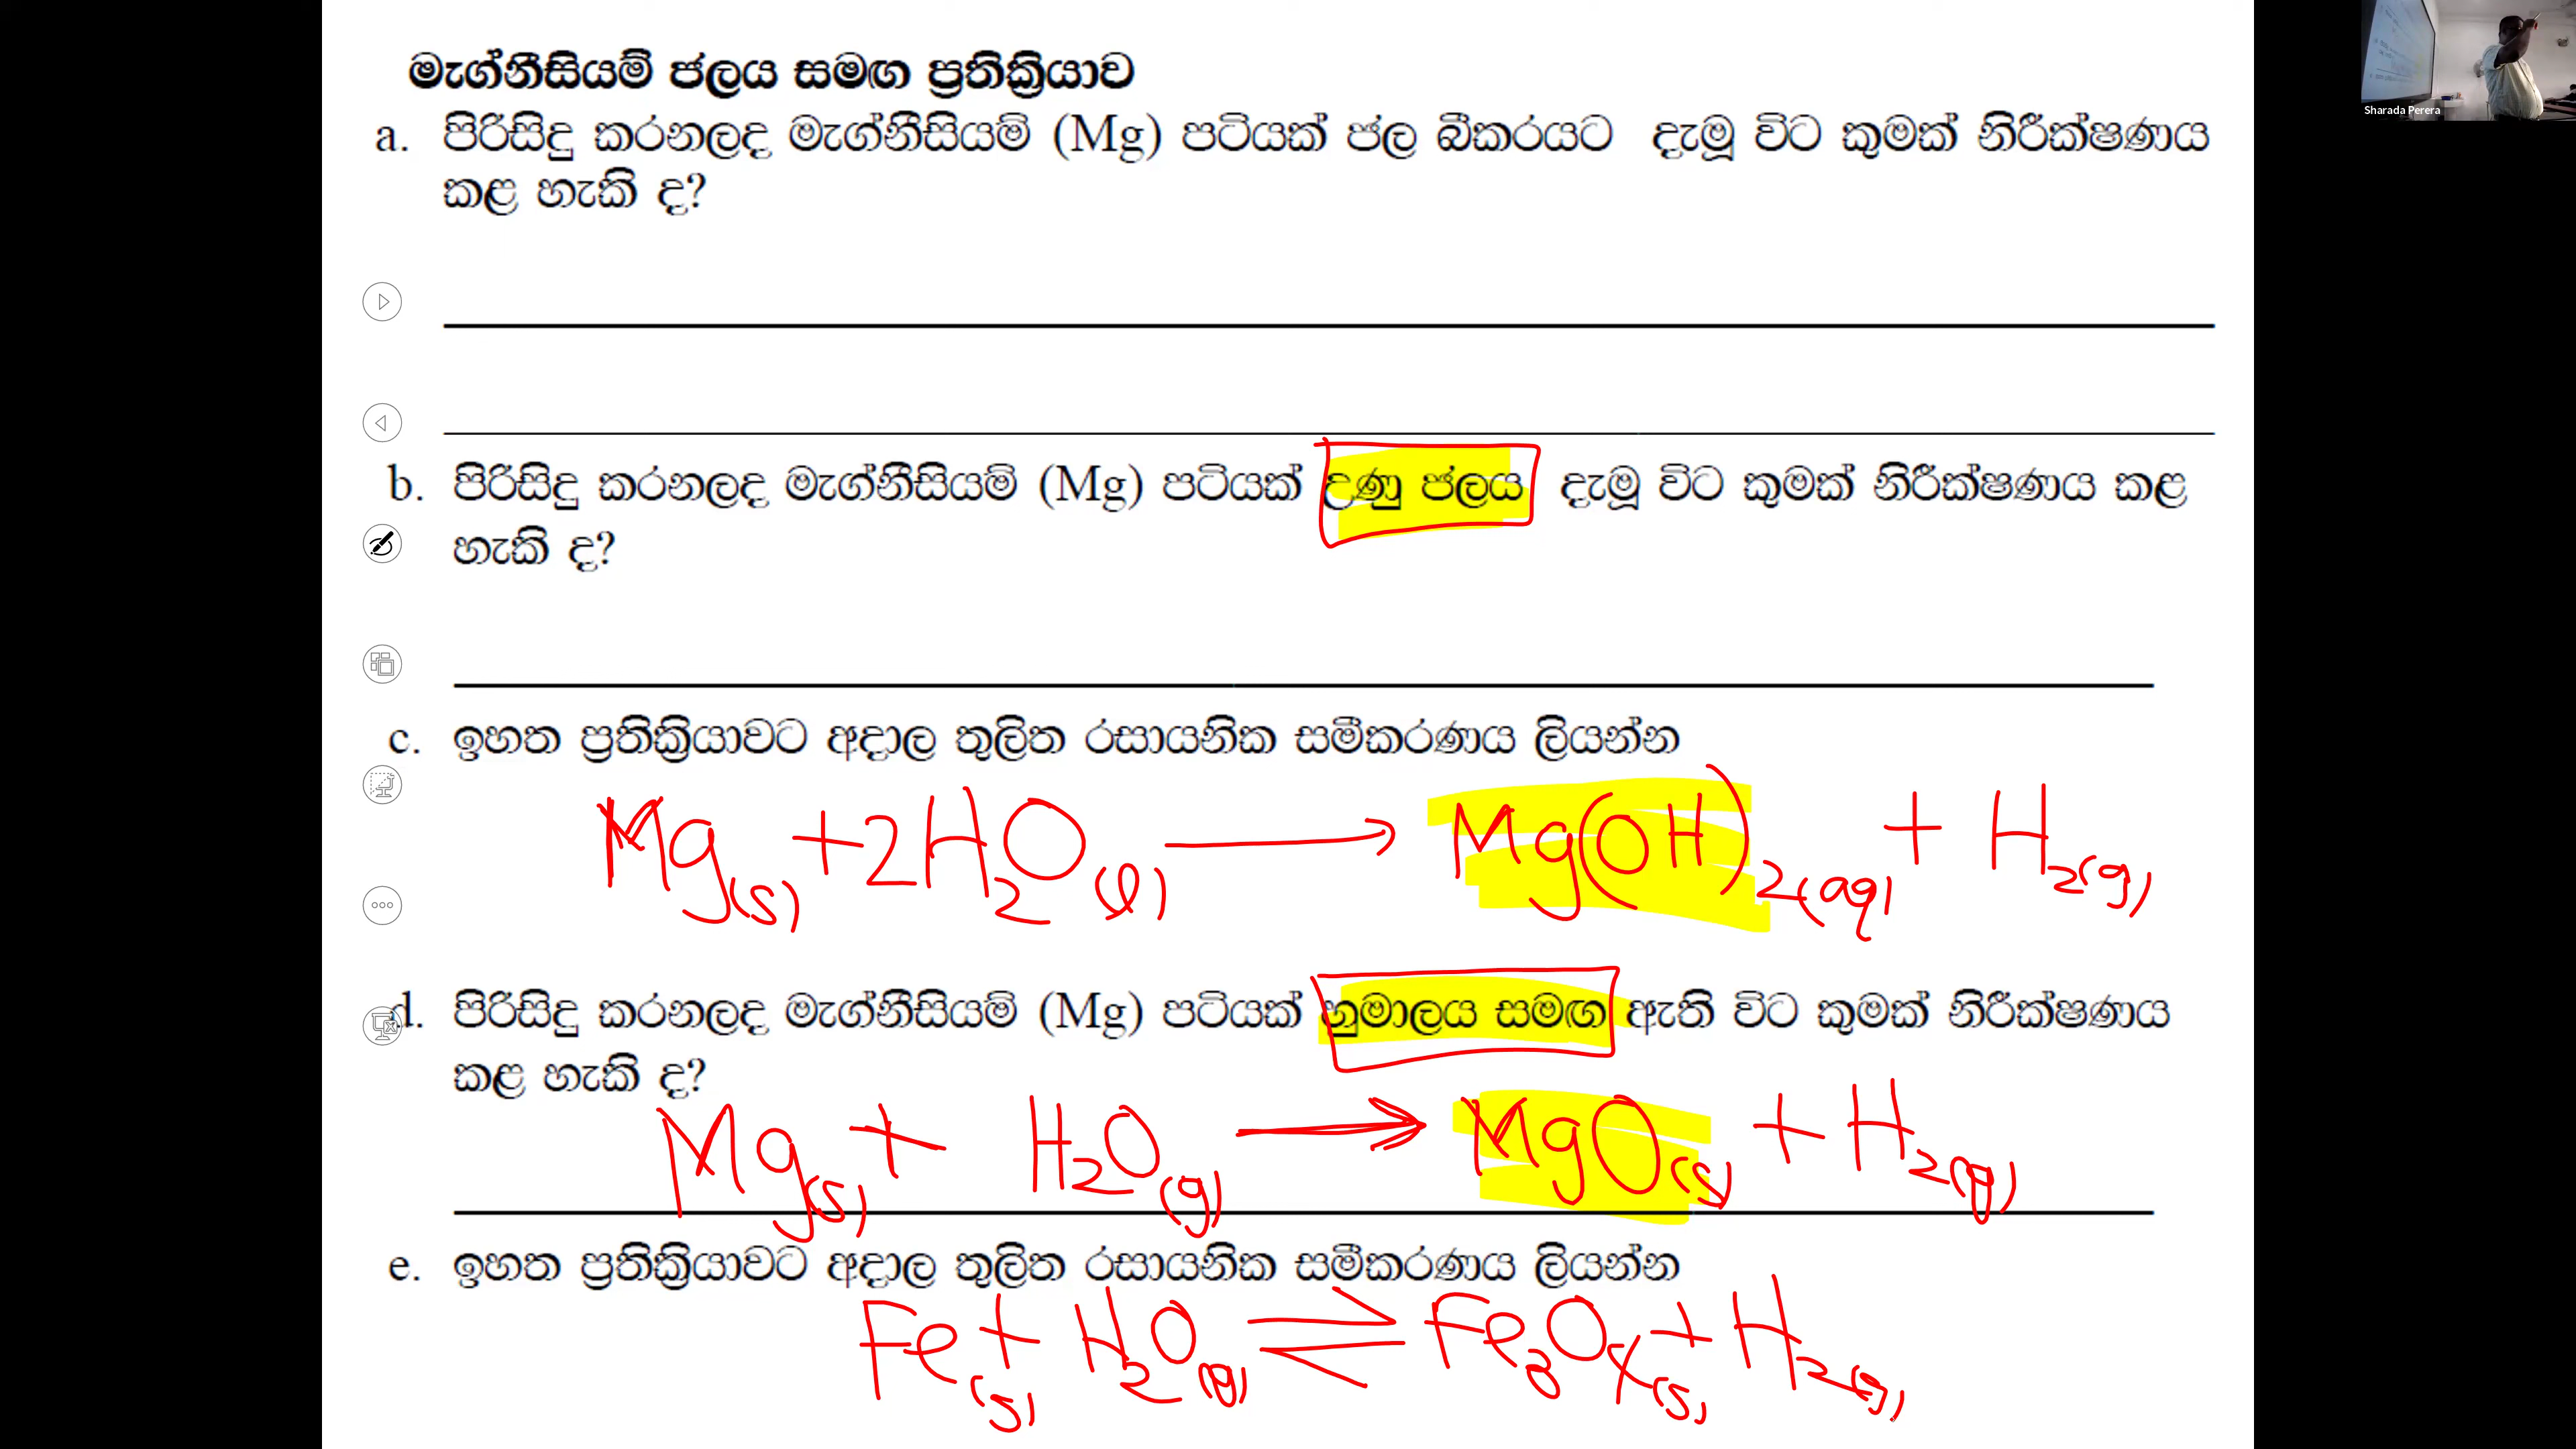 මැග්නීසියම් ජලය සමඟ ප්‍රතික්‍රියාව
Sharada Perera
a. පිරිසිදු කරනලද මැග්නීසියම් (Mg) පටියක් ජල බීකරයට දැමූ විට කුමක් නිරීක්ෂණය
කළ හැකි ද?
b. පිරිසිදු කරනලද මැග්නීසියම් (Mg) පටියක් උණු ජලය දැමූ විට කුමක් නිරීක්ෂණය කළ
හැකි ද?
c. ඉහත ප්‍රතික්‍රියාවට අදාල තුලිත රසායනික සමීකරණය ලියන්න
Mg(s) + 2H₂O(l) → Mg(OH)₂(aq) + H₂(g)
d. පිරිසිදු කරනලද මැග්නීසියම් (Mg) පටියක් හුමාලය සමඟ ඇති විට කුමක් නිරීක්ෂණය
කළ හැකි ද?
Mg(s) + H₂O(g) → MgO(s) + H₂(g)
e. ඉහත ප්‍රතික්‍රියාවට අදාල තුලිත රසායනික සමීකරණය ලියන්න
Fe(s) + H₂O(g) ⇌ Fe₃O₄(s) + H₂(g)